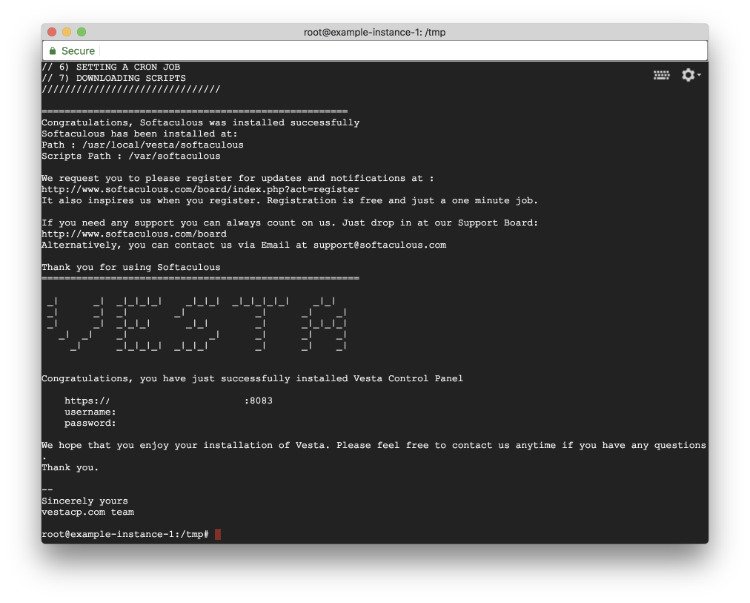 root@example-instance-1: /tmp
Secure
// 6) SETTING A CRON JOB
// 7) DOWNLOADING SCRIPTS
///////////////////////////////
=====================================================
Congratulations, Softaculous was installed successfully
Softaculous has been installed at:
Path : /usr/local/vesta/softaculous
Scripts Path : /var/softaculous
We request you to please register for updates and notifications at :
http://www.softaculous.com/board/index.php?act=register
It also inspires us when you register. Registration is free and just a one minute job.
If you need any support you can always count on us. Just drop in at our Support Board:
http://www.softaculous.com/board
Alternatively, you can contact us via Email at support@softaculous.com
Thank you for using Softaculous
=======================================================
VESTA
Congratulations, you have just successfully installed Vesta Control Panel
https:// :8083
username:
password:
We hope that you enjoy your installation of Vesta. Please feel free to contact us anytime if you have any questions
.
Thank you.
--
Sincerely yours
vestacp.com team
root@example-instance-1:/tmp#